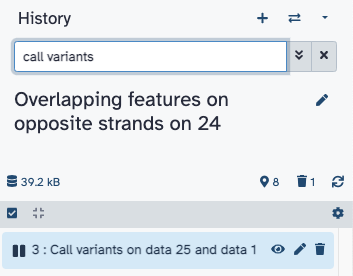 History
call variants
Overlapping features on
opposite strands on 24
39.2 kB
8
1
3 : Call variants on data 25 and data 1